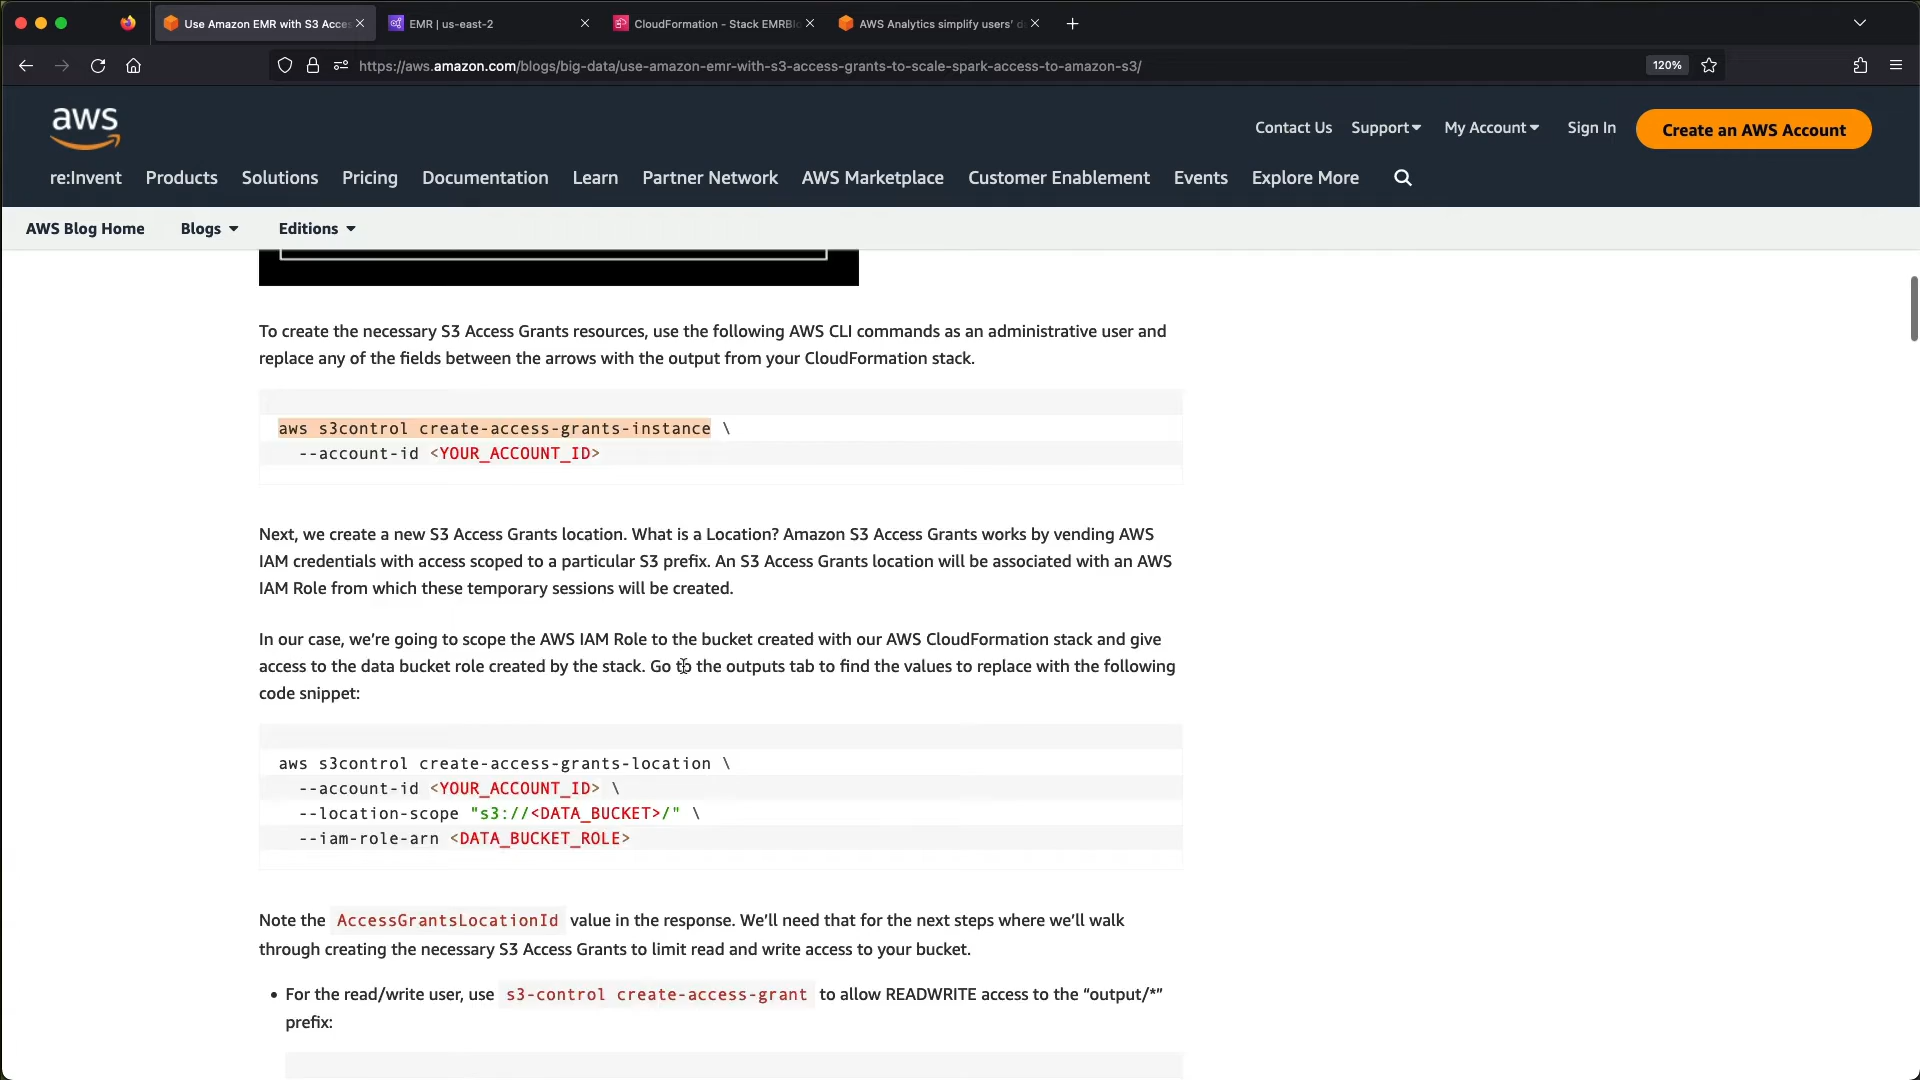 Use Amazon EMR with S3 Acces
EMR | us-east-2
CloudFormation - Stack EMRBl
AWS Analytics simplify users' d
https://aws.amazon.com/blogs/big-data/use-amazon-emr-with-s3-access-grants-to-scale-spark-access-to-amazon-s3/
120%
aws
Contact Us
Support
My Account
Sign In
Create an AWS Account
re:Invent
Products
Solutions
Pricing
Documentation
Learn
Partner Network
AWS Marketplace
Customer Enablement
Events
Explore More
AWS Blog Home
Blogs
Editions
To create the necessary S3 Access Grants resources, use the following AWS CLI commands as an administrative user and
replace any of the fields between the arrows with the output from your CloudFormation stack.
aws s3control create-access-grants-instance \
--account-id <YOUR_ACCOUNT_ID>
Next, we create a new S3 Access Grants location. What is a Location? Amazon S3 Access Grants works by vending AWS
IAM credentials with access scoped to a particular S3 prefix. An S3 Access Grants location will be associated with an AWS
IAM Role from which these temporary sessions will be created.
In our case, we're going to scope the AWS IAM Role to the bucket created with our AWS CloudFormation stack and give
access to the data bucket role created by the stack. Go to the outputs tab to find the values to replace with the following
code snippet:
aws s3control create-access-grants-location \
--account-id <YOUR_ACCOUNT_ID> \
--location-scope "s3://<DATA_BUCKET>/" \
--iam-role-arn <DATA_BUCKET_ROLE>
Note the AccessGrantsLocationId value in the response. We'll need that for the next steps where we'll walk
through creating the necessary S3 Access Grants to limit read and write access to your bucket.
• For the read/write user, use s3-control create-access-grant to allow READWRITE access to the “output/*”
prefix: